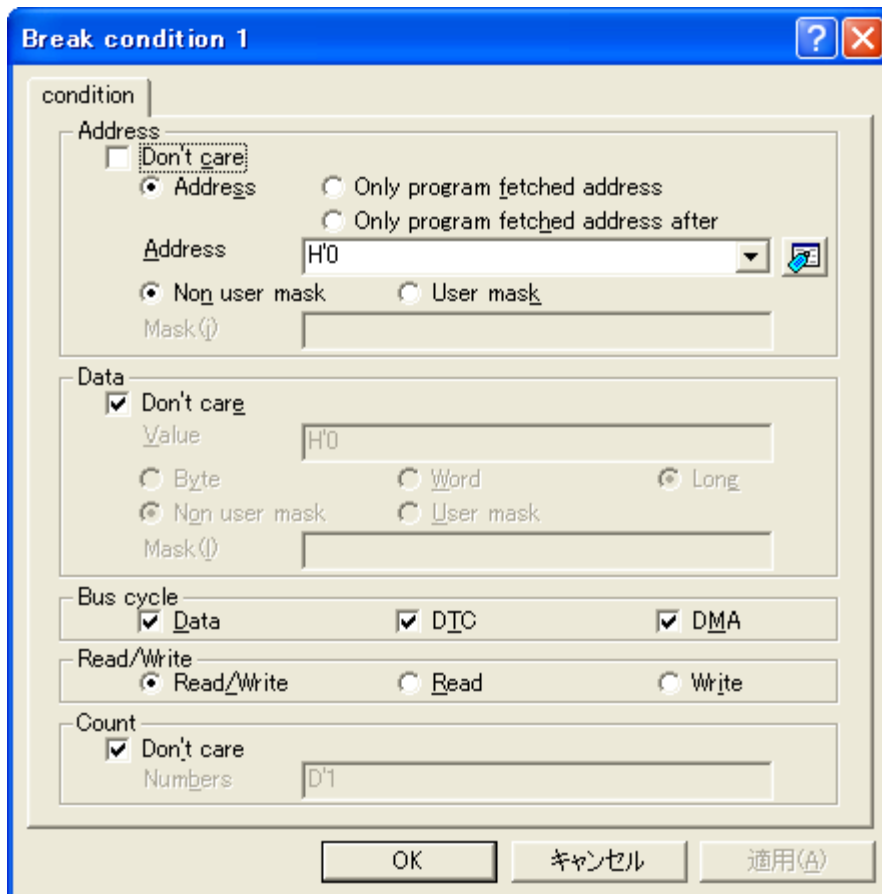 Break condition 1
condition
Address
Don't care
Address Only program fetched address
Only program fetched address after
Address H'0
Non user mask User mask
Mask(j)
Data
Don't care
Value H'0
Byte Word Long
Non user mask User mask
Mask(l)
Bus cycle
Data DTC DMA
Read/Write
Read/Write Read Write
Count
Don't care
Numbers D'1
OK キャンセル 適用(A)